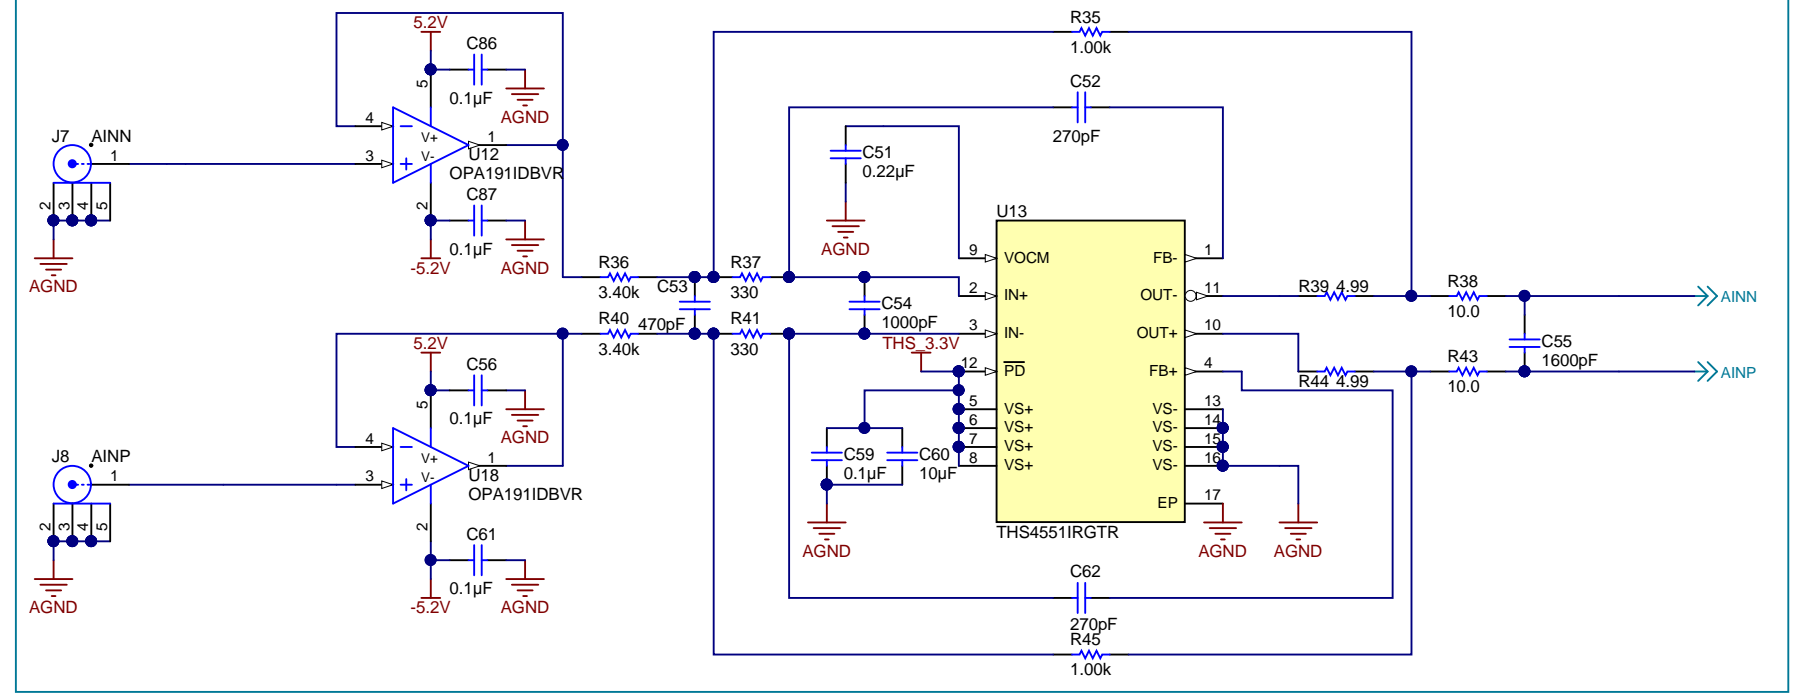 R35
1.00k
5.2V
C86
5
0.1µF
AGND
C52
270pF
J7
AINN
1
4
3
V+
V-
1
U12
OPA191IDBVR
2
3
4
5
AGND
2
C87
0.1µF
-5.2V
AGND
C51
0.22µF
AGND
U13
9
VOCM
FB-
1
2
IN+
OUT-
11
3
IN-
OUT+
10
12
PD
FB+
4
5
VS+
VS-
13
6
VS+
VS-
14
7
VS+
VS-
15
8
VS+
VS-
16
EP
17
THS4551IRGTR
R36
3.40k
C53
470pF
R37
330
R40
3.40k
R41
330
C54
1000pF
THS_3.3V
R39
4.99
R38
10.0
AINN
C55
1600pF
R44
4.99
R43
10.0
AINP
5.2V
C56
5
0.1µF
AGND
J8
AINP
1
4
3
V+
V-
1
U18
OPA191IDBVR
2
3
4
5
AGND
2
C61
0.1µF
-5.2V
AGND
C59
0.1µF
C60
10µF
AGND
AGND
AGND
C62
270pF
R45
1.00k